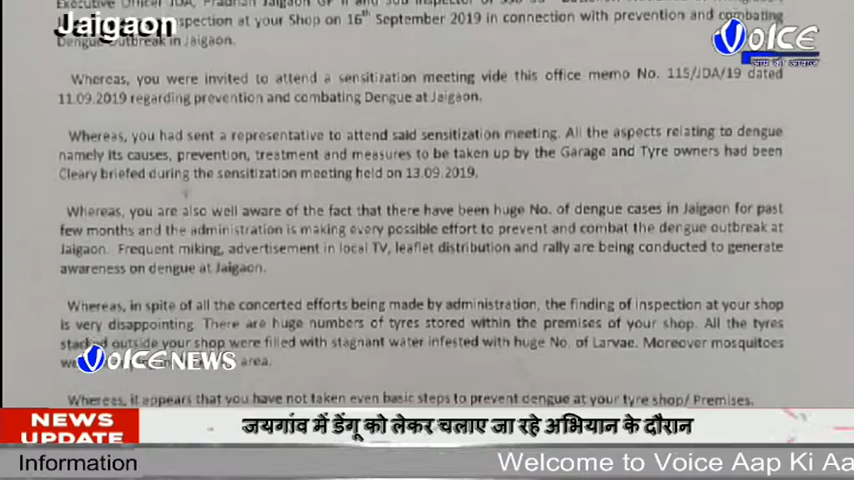 Executive Officer JDA, Pradhan Jaigaon GP II and Sub Inspector of
Jaigaon
inspection at your Shop on 16th September 2019 in connection with prevention and combating
Dengue Outbreak in Jaigaon.
VOICE
आप की आवाज़
Whereas, you were invited to attend a sensitization meeting vide this office memo No. 115/JDA/19 dated
11.09.2019 regarding prevention and combating Dengue at Jaigaon.
Whereas, you had sent a representative to attend said sensitization meeting. All the aspects relating to dengue
namely its causes, prevention, treatment and measures to be taken up by the Garage and Tyre owners had been
Cleary briefed during the sensitization meeting held on 13.09.2019.
Whereas, you are also well aware of the fact that there have been huge No. of dengue cases in Jaigaon for past
few months and the administration is making every possible effort to prevent and combat the dengue outbreak at
Jaigaon. Frequent miking, advertisement in local TV, leaflet distribution and rally are being conducted to generate
awareness on dengue at Jaigaon.
Whereas, in spite of all the concerted efforts being made by administration, the finding of inspection at your shop
is very disappointing. There are huge numbers of tyres stored within the premises of your shop. All the tyres
stacked outside your shop were filled with stagnant water infested with huge No. of Larvae. Moreover mosquitoes
area.
VOICE NEWS
Whereas, it appears that you have not taken even basic steps to prevent dengue at your tyre shop/ Premises.
NEWS
UPDATE
जयगांव में डेंगू को लेकर चलाए जा रहे अभियान के दौरान
Information
Welcome to Voice Aap Ki Aa